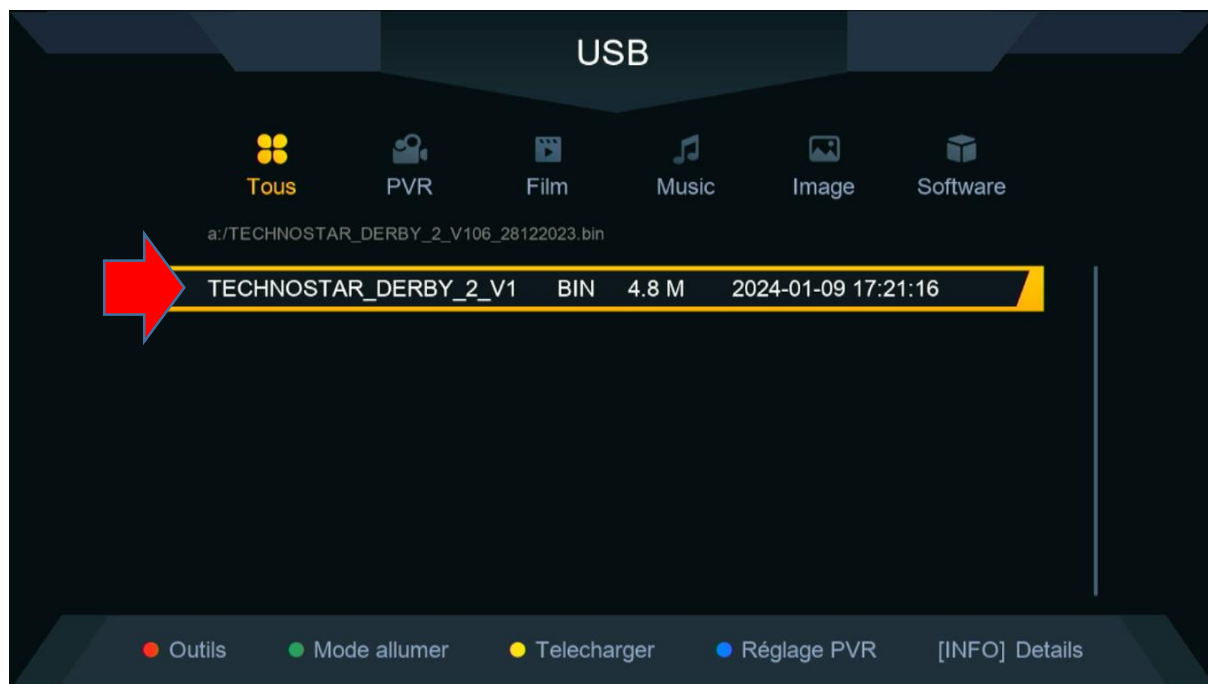 USB
Tous PVR Film Music Image Software
a:/TECHNOSTAR_DERBY_2_V106_28122023.bin
TECHNOSTAR_DERBY_2_V1 BIN 4.8 M 2024-01-09 17:21:16
Outils Mode allumer Telecharger Réglage PVR [INFO] Details